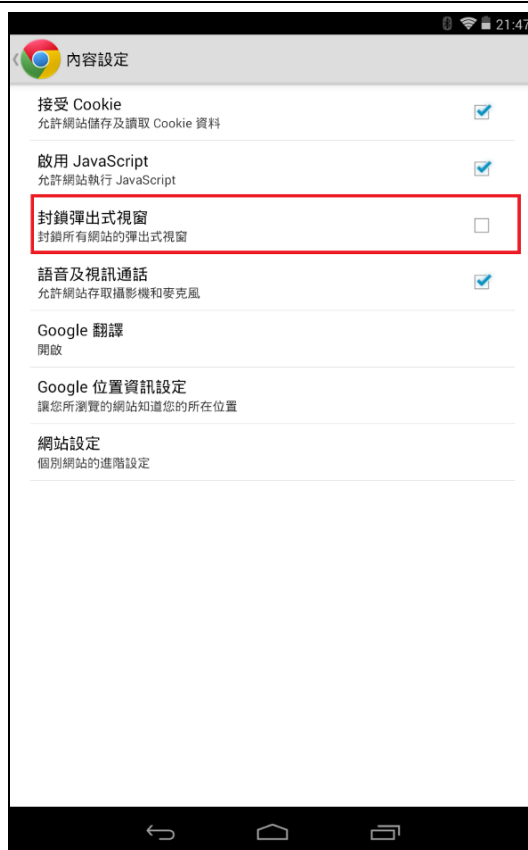 21:47
內容設定
接受 Cookie
允許網站儲存及讀取 Cookie 資料
啟用 JavaScript
允許網站執行 JavaScript
封鎖彈出式視窗
封鎖所有網站的彈出式視窗
語音及視訊通話
允許網站存取攝影機和麥克風
Google 翻譯
開啟
Google 位置資訊設定
讓您所瀏覽的網站知道您的所在位置
網站設定
個別網站的進階設定